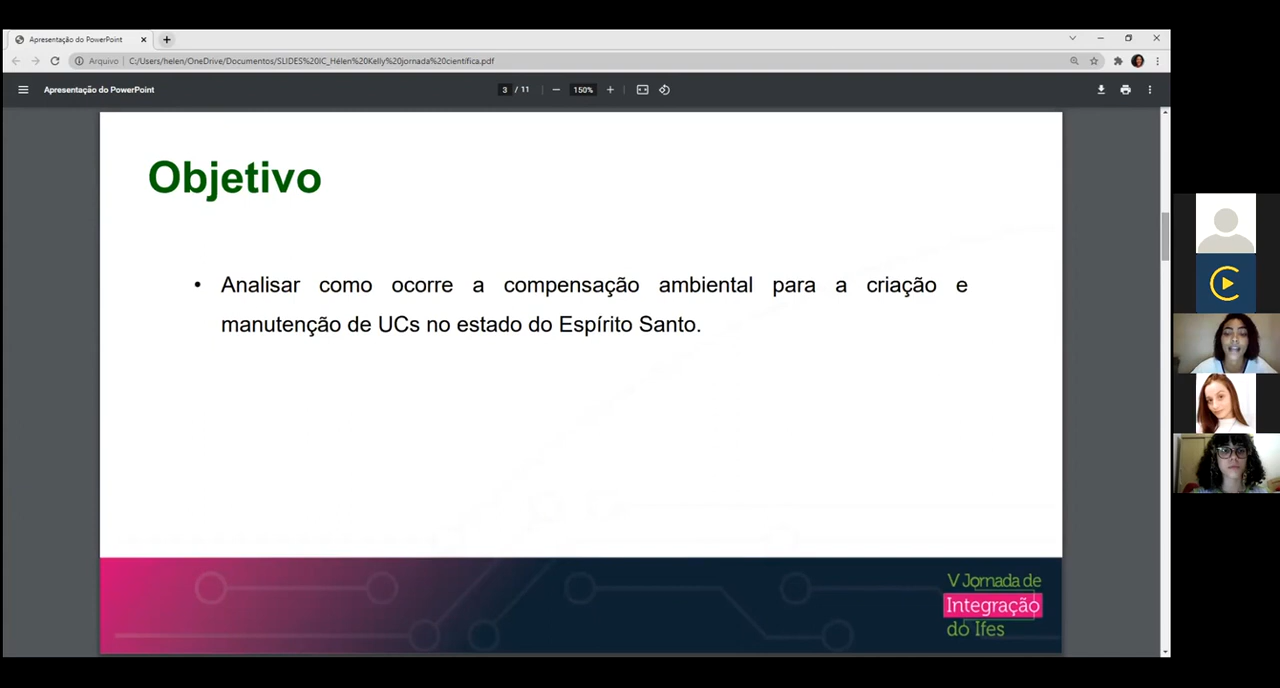 Apresentação do PowerPoint
Arquivo C:/Users/helen/OneDrive/Documentos/SLIDES%20IC_Hélen%20Kelly%20jornada%20científica.pdf
Apresentação do PowerPoint 3 / 11 150%
Objetivo
• Analisar como ocorre a compensação ambiental para a criação e
manutenção de UCs no estado do Espírito Santo.
V Jornada de
Integração
do Ifes